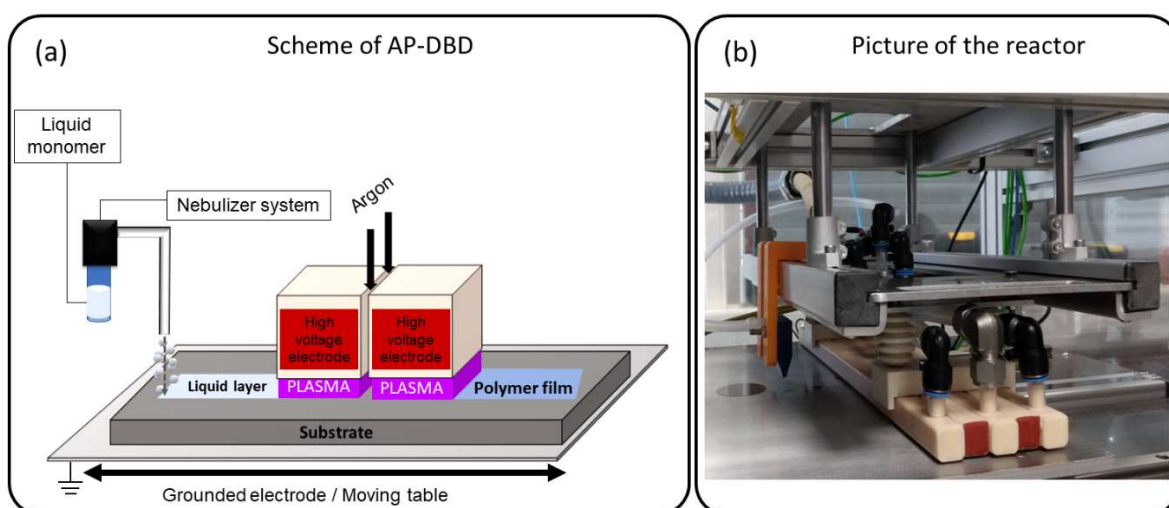 (a)
Scheme of AP-DBD
Liquid
monomer
Nebulizer system
Argon
High
voltage
electrode
High
voltage
electrode
Liquid layer
PLASMA
PLASMA
Polymer film
Substrate
Grounded electrode / Moving table
(b)
Picture of the reactor